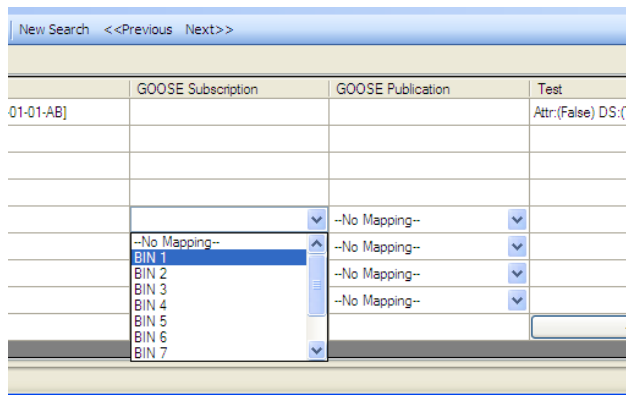 New Search <<Previous Next>>
GOOSE Subscription GOOSE Publication Test
-01-01-AB] Attr:(False) DS:(
--No Mapping--
--No Mapping-- --No Mapping--
BIN 1
BIN 2 --No Mapping--
BIN 3
BIN 4 --No Mapping--
BIN 5
BIN 6
BIN 7